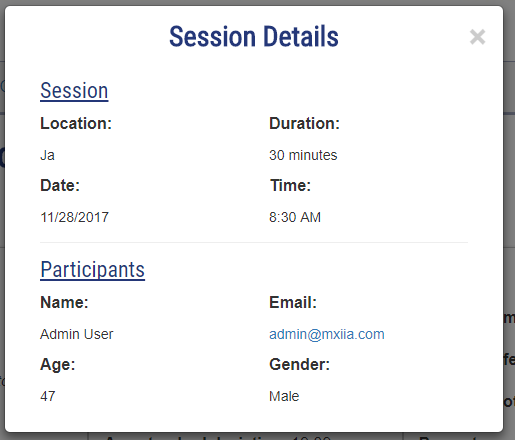 Session Details
×
Session
Location: Duration:
Ja 30 minutes
Date: Time:
11/28/2017 8:30 AM
Participants
Name: Email:
Admin User admin@mxiia.com
Age: Gender:
47 Male